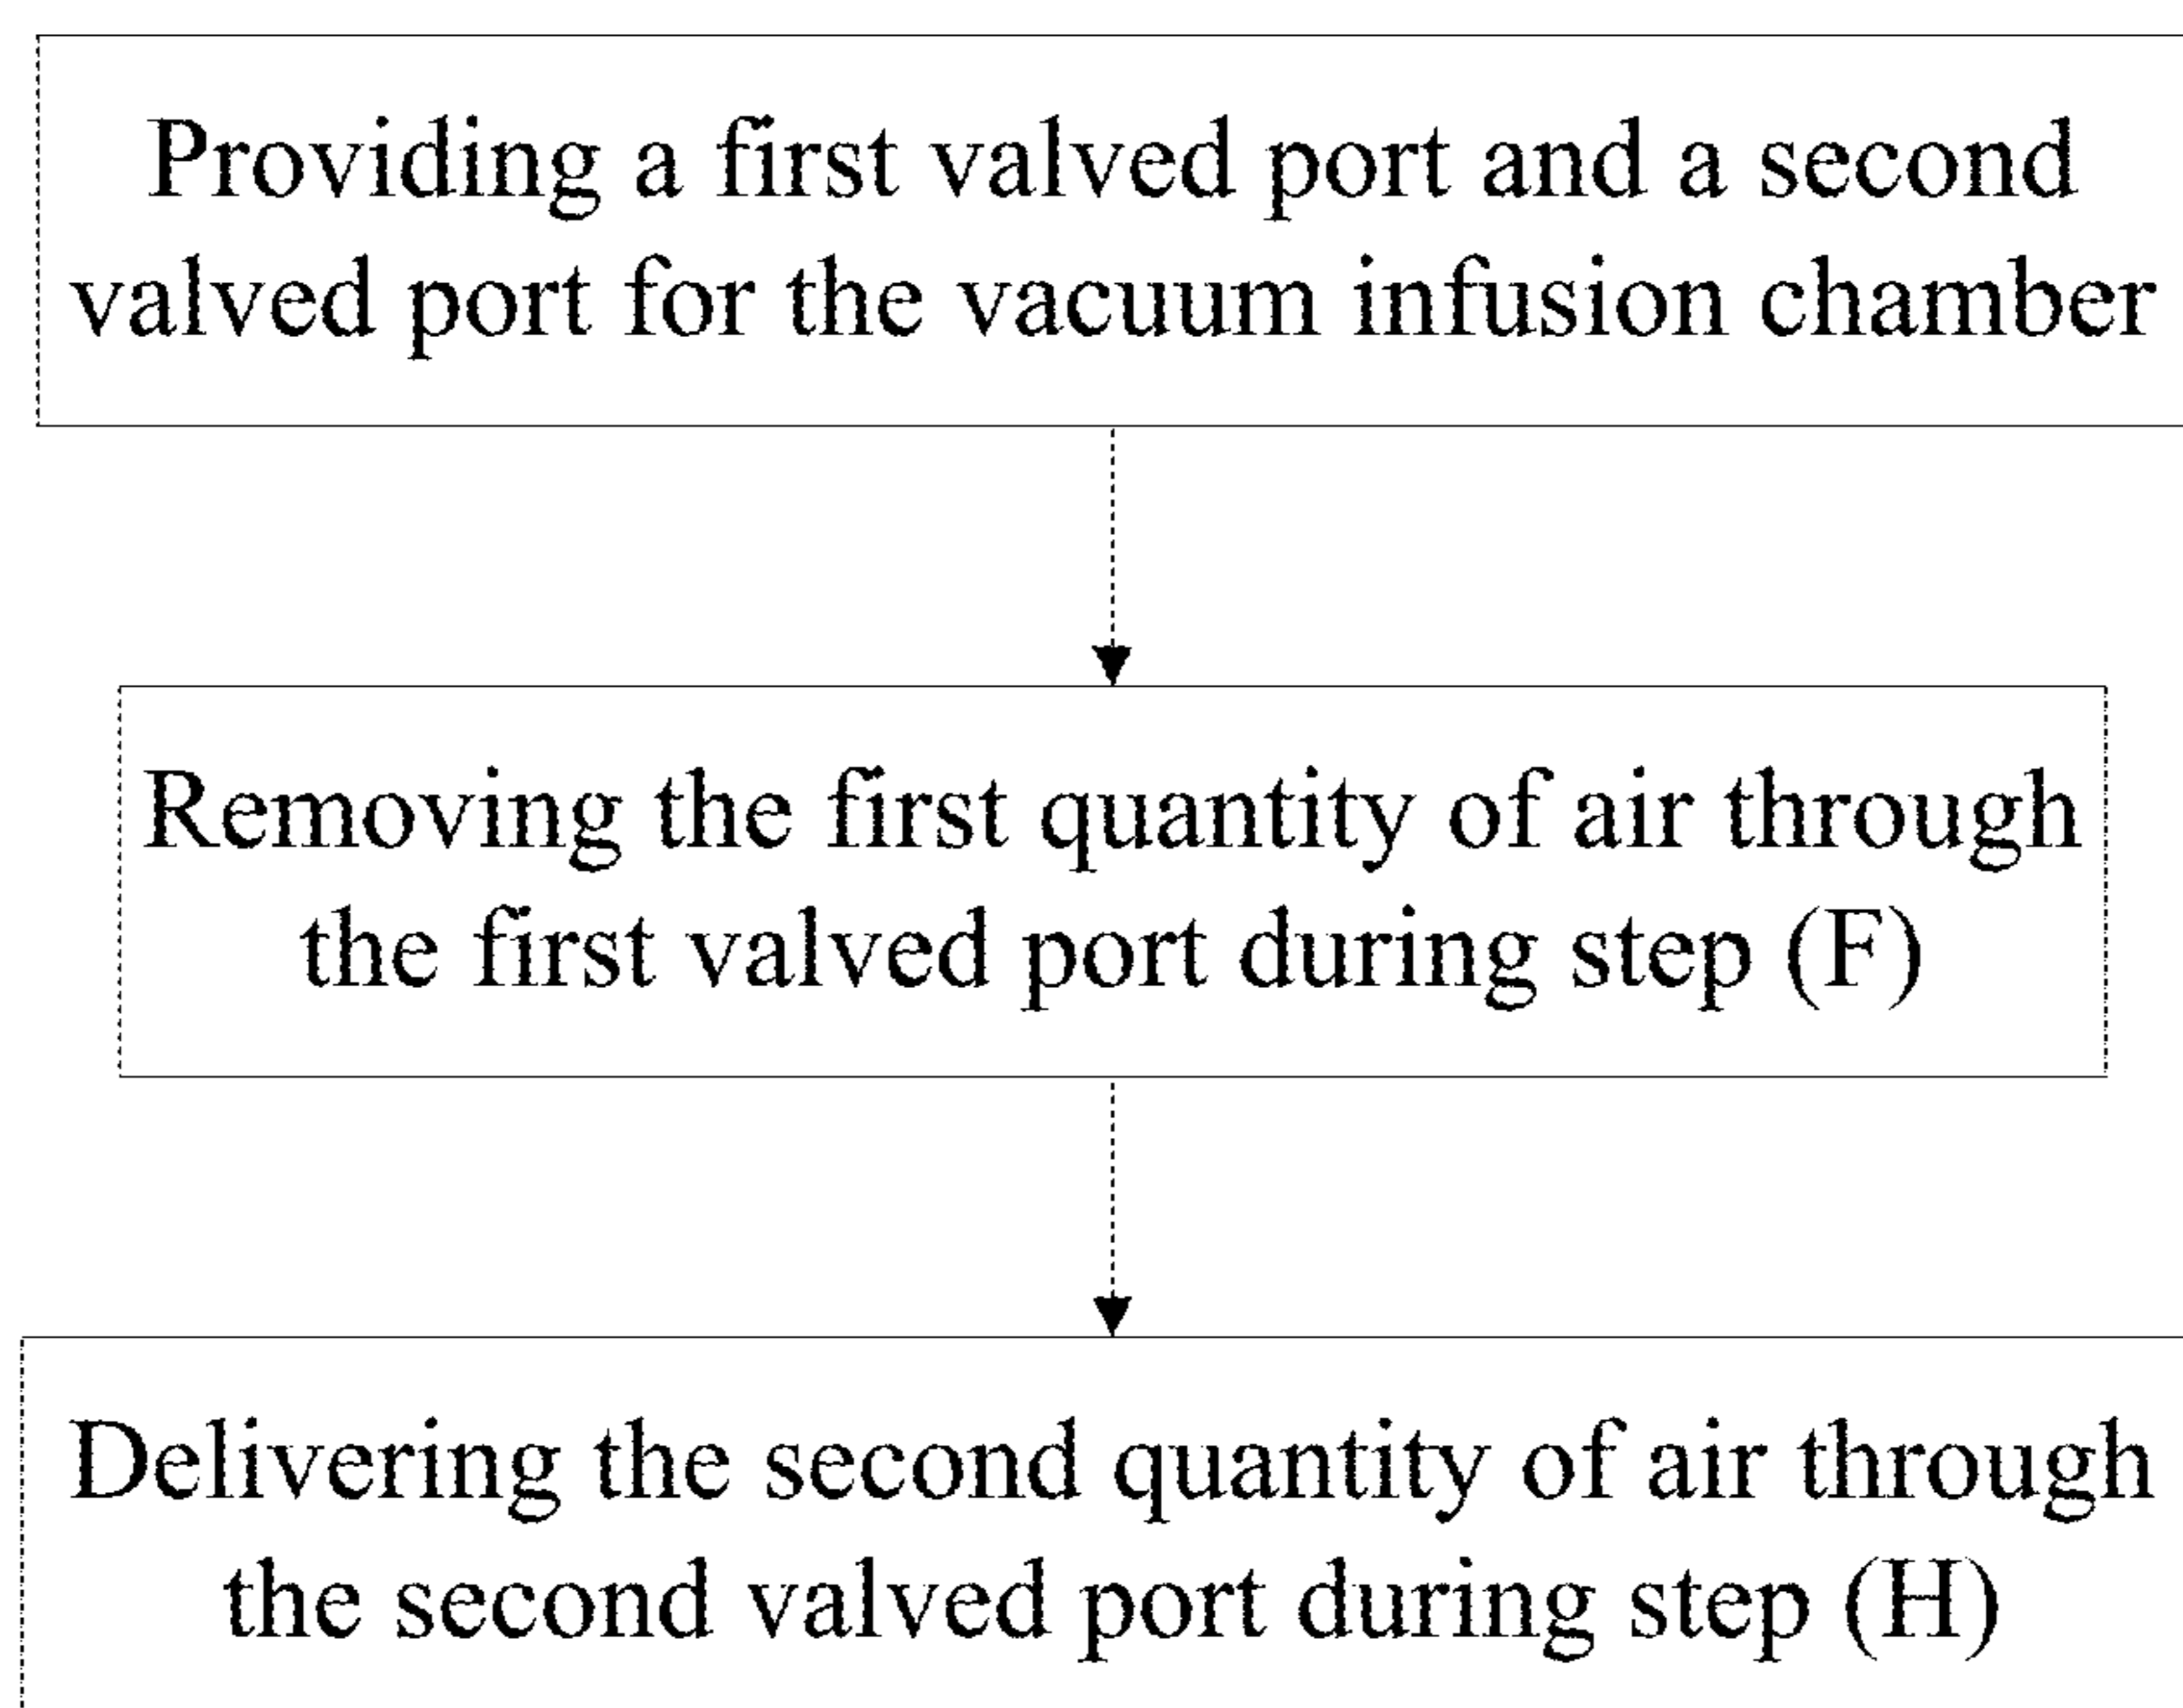 Providing a first valved port and a second
valved port for the vacuum infusion chamber
Removing the first quantity of air through
the first valved port during step (F)
Delivering the second quantity of air through
the second valved port during step (H)